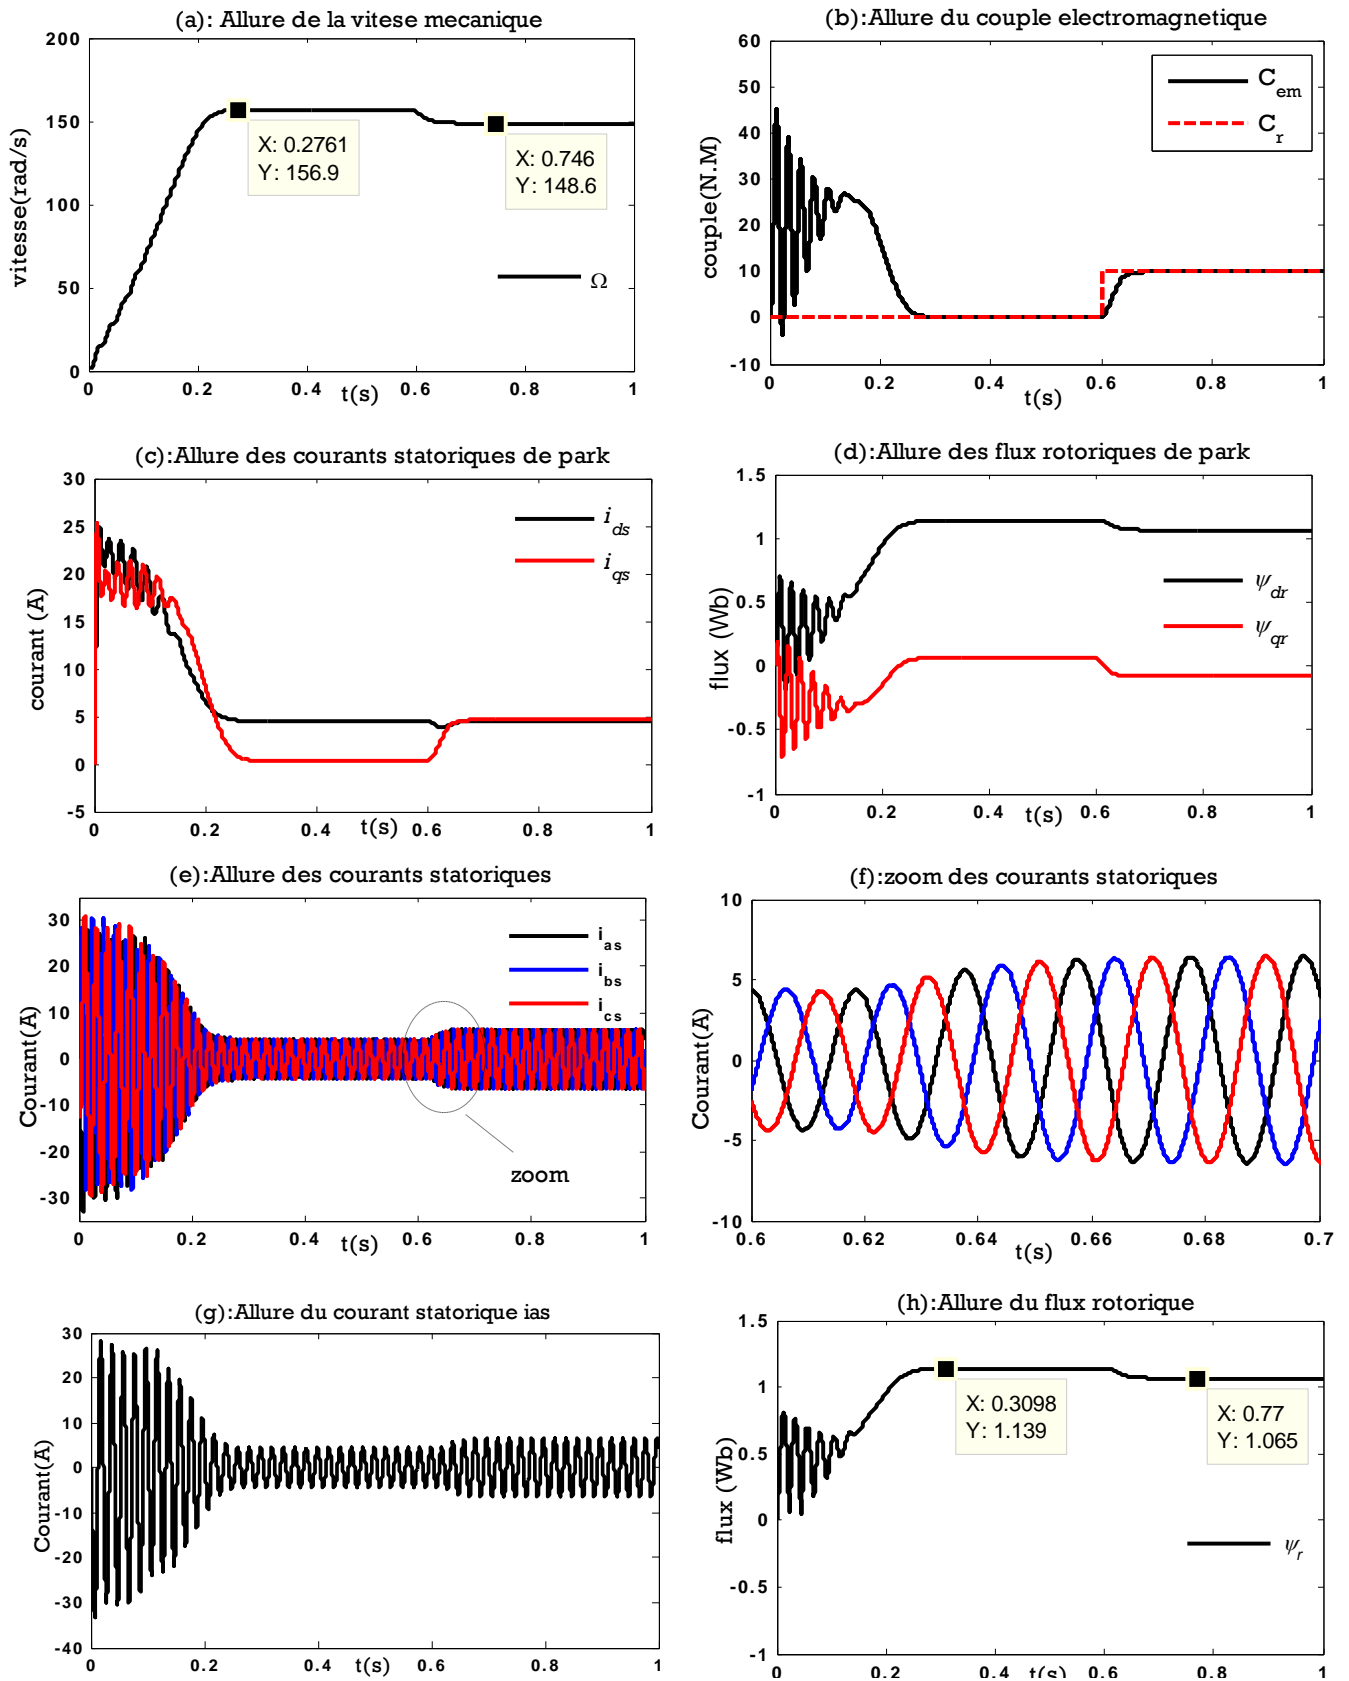 (a): Allure de la vitese mecanique
200
150
100
50
0
vitesse(rad/s)
X: 0.2761
Y: 156.9
X: 0.746
Y: 148.6
Ω
0 0.2 0.4 0.6 0.8 1
t(s)
(b):Allure du couple electromagnetique
60
50
40
30
20
10
0
-10
couple(N.M)
C em
C r
0 0.2 0.4 0.6 0.8 1
t(s)
(c):Allure des courants statoriques de park
30
25
20
15
10
5
0
-5
courant (A)
i ds
i qs
0 0.2 0.4 0.6 0.8 1
t(s)
(d):Allure des flux rotoriques de park
1.5
1
0.5
0
-0.5
-1
flux (Wb)
ψ dr
ψ qr
0 0.2 0.4 0.6 0.8 1
t(s)
(e):Allure des courants statoriques
30
20
10
0
-10
-20
-30
Courant(A)
i as
i bs
i cs
zoom
0 0.2 0.4 0.6 0.8 1
t(s)
(f):zoom des courants statoriques
10
5
0
-5
-10
Courant(A)
0.6 0.62 0.64 0.66 0.68 0.7
t(s)
(g):Allure du courant statorique ias
30
20
10
0
-10
-20
-30
-40
Courant(A)
0 0.2 0.4 0.6 0.8 1
t(s)
(h):Allure du flux rotorique
1.5
1
0.5
0
-0.5
-1
flux (Wb)
X: 0.3098
Y: 1.139
X: 0.77
Y: 1.065
ψ r
0 0.2 0.4 0.6 0.8 1
t(s)